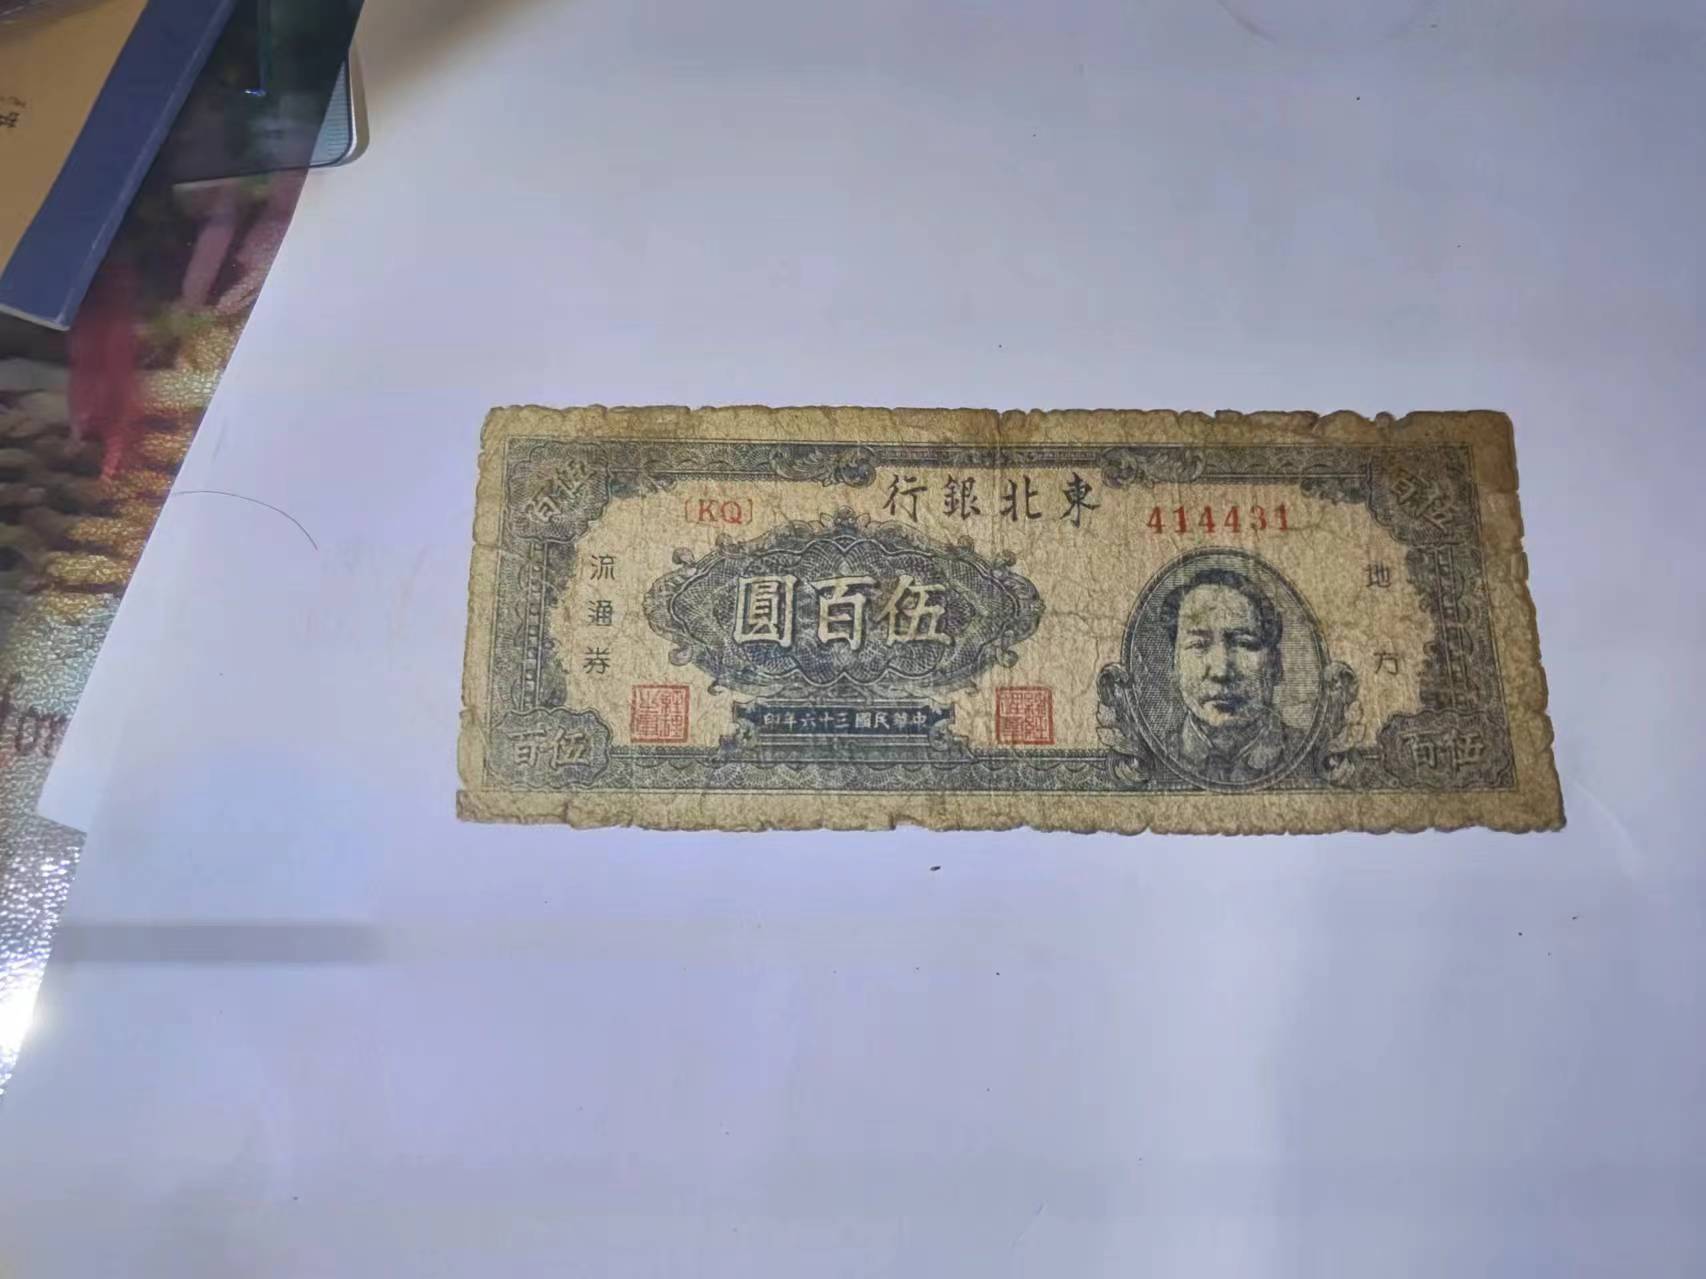 東北銀行
[KQ]
414431
地方
流通券
伍百圓
中華民國三十六年印
伍百
伍百
伍百
伍百